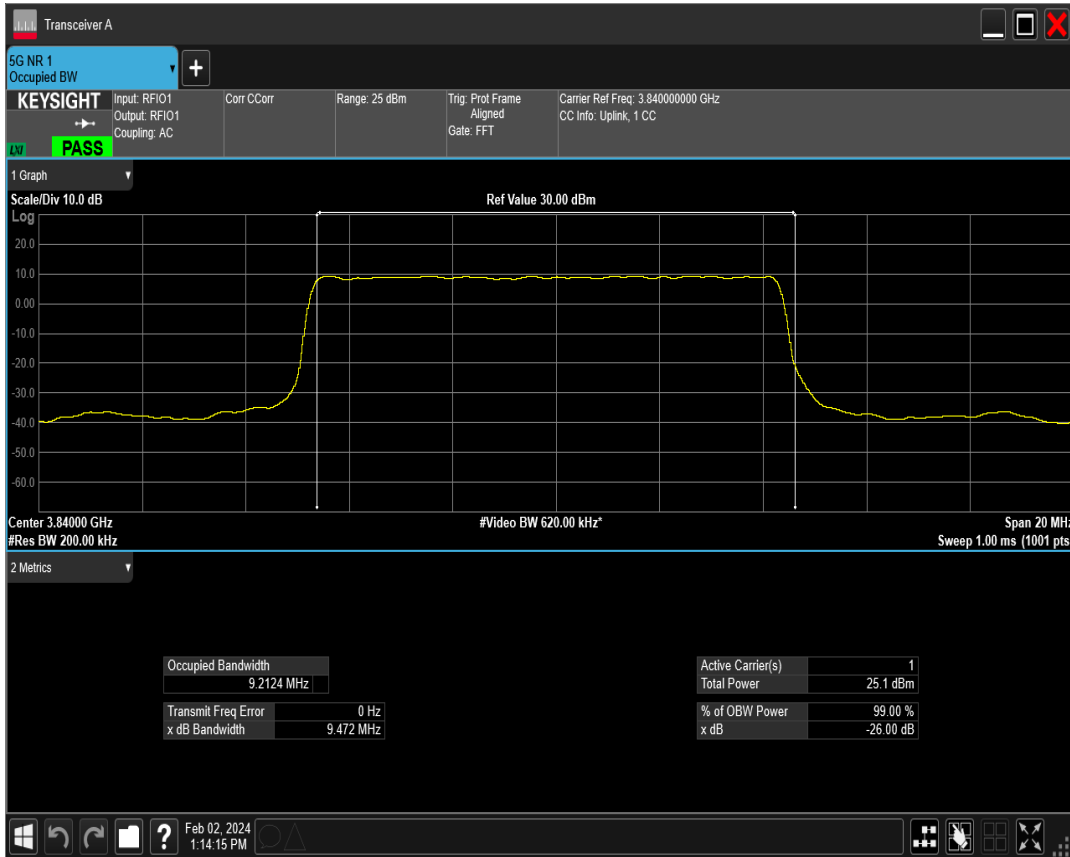 Transceiver A
5G NR 1
Occupied BW
+
KEYSIGHT
LXI PASS
Input: RFIO1
Output: RFIO1
Coupling: AC
Corr CCorr
Range: 25 dBm
Trig: Prot Frame
Aligned
Gate: FFT
Carrier Ref Freq: 3.840000000 GHz
CC Info: Uplink, 1 CC
1 Graph
Scale/Div 10.0 dB
Ref Value 30.00 dBm
Log
20.0
10.0
0.00
-10.0
-20.0
-30.0
-40.0
-50.0
-60.0
Center 3.84000 GHz
#Video BW 620.00 kHz*
Span 20 MHz
#Res BW 200.00 kHz
Sweep 1.00 ms (1001 pts
2 Metrics
Occupied Bandwidth
9.2124 MHz
Transmit Freq Error 0 Hz
x dB Bandwidth 9.472 MHz
Active Carrier(s) 1
Total Power 25.1 dBm
% of OBW Power 99.00 %
x dB -26.00 dB
?
Feb 02, 2024
1:14:15 PM